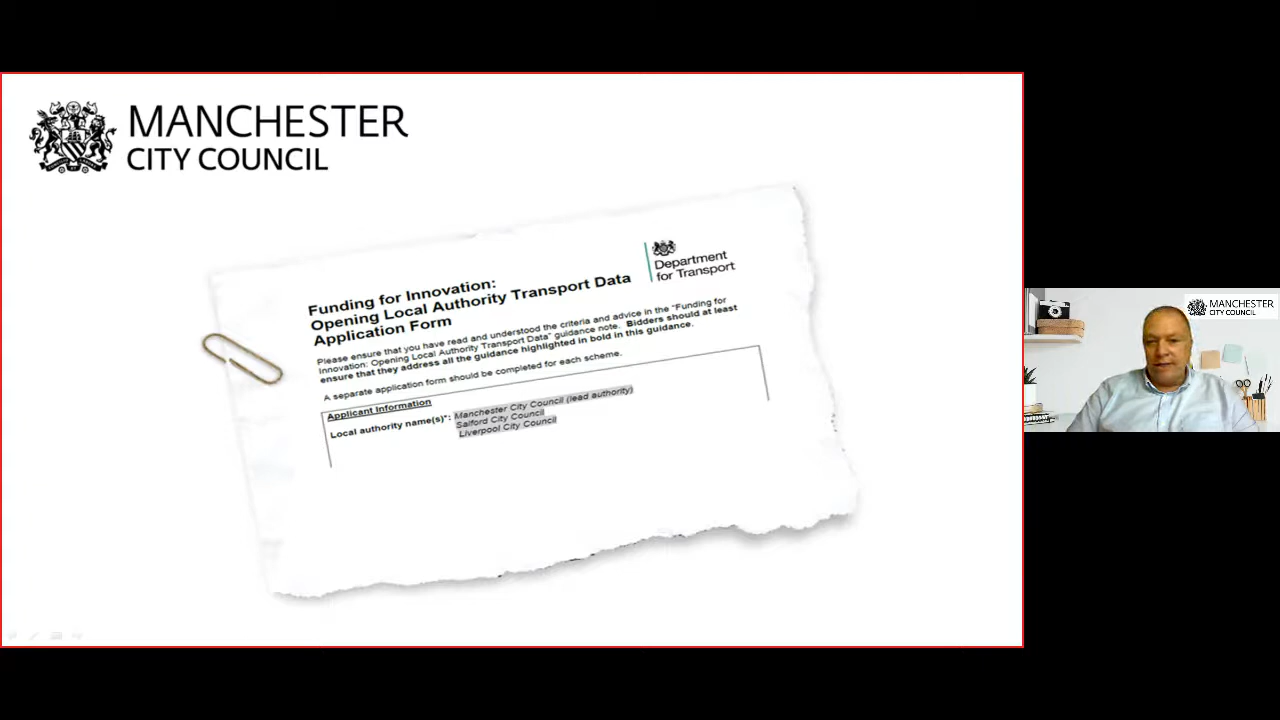 MANCHESTER
CITY COUNCIL
Department
for Transport
Funding for Innovation:
Opening Local Authority Transport Data
Application Form
Please ensure that you have read and understood the criteria and advice in the "Funding for
Innovation: Opening Local Authority Transport Data" guidance note. Bidders should at least
ensure that they address all the guidance highlighted in bold in this guidance.
A separate application form should be completed for each scheme.
Applicant Information
Local authority name(s)*: Manchester City Council (lead authority)
Salford City Council
Liverpool City Council
MANCHESTER
CITY COUNCIL